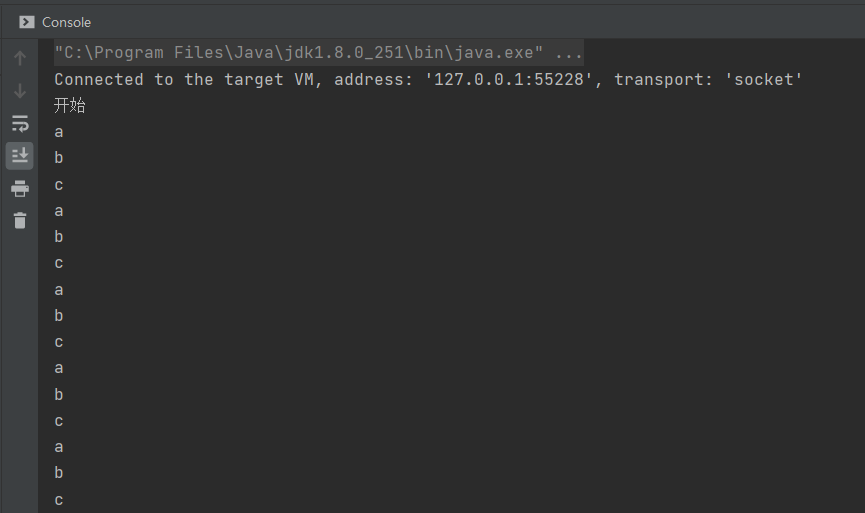 Console
"C:\Program Files\Java\jdk1.8.0_251\bin\java.exe" ...
Connected to the target VM, address: '127.0.0.1:55228', transport: 'socket'
开始
a
b
c
a
b
c
a
b
c
a
b
c
a
b
c